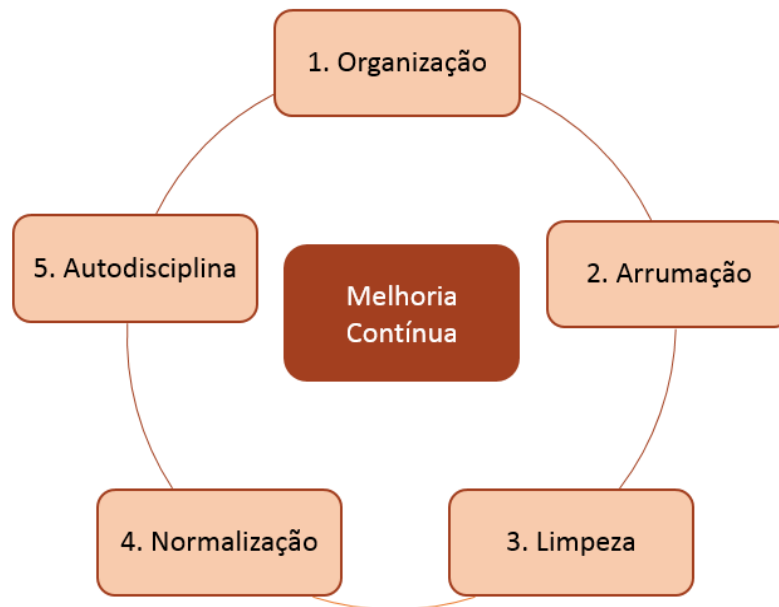 1. Organização
2. Arrumação
3. Limpeza
4. Normalização
5. Autodisciplina
Melhoria
Contínua